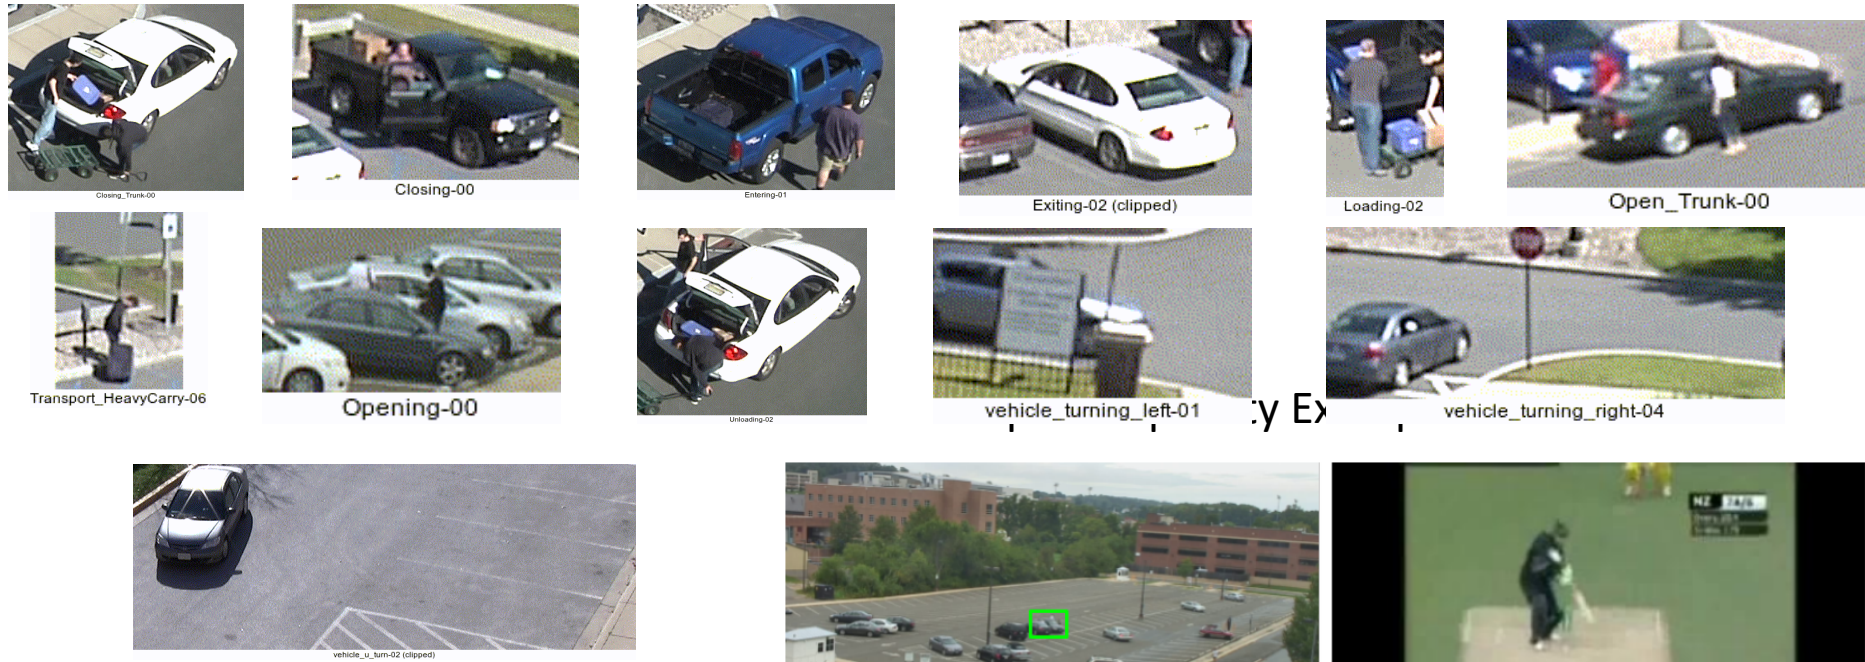 Closing_Trunk-00
Closing-00
Entering-01
Exiting-02 (clipped)
Loading-02
Open_Trunk-00
Transport_HeavyCarry-06
Opening-00
Unloading-02
vehicle_turning_left-01
vehicle_turning_right-04
vehicle_u_turn-02 (clipped)
NZ